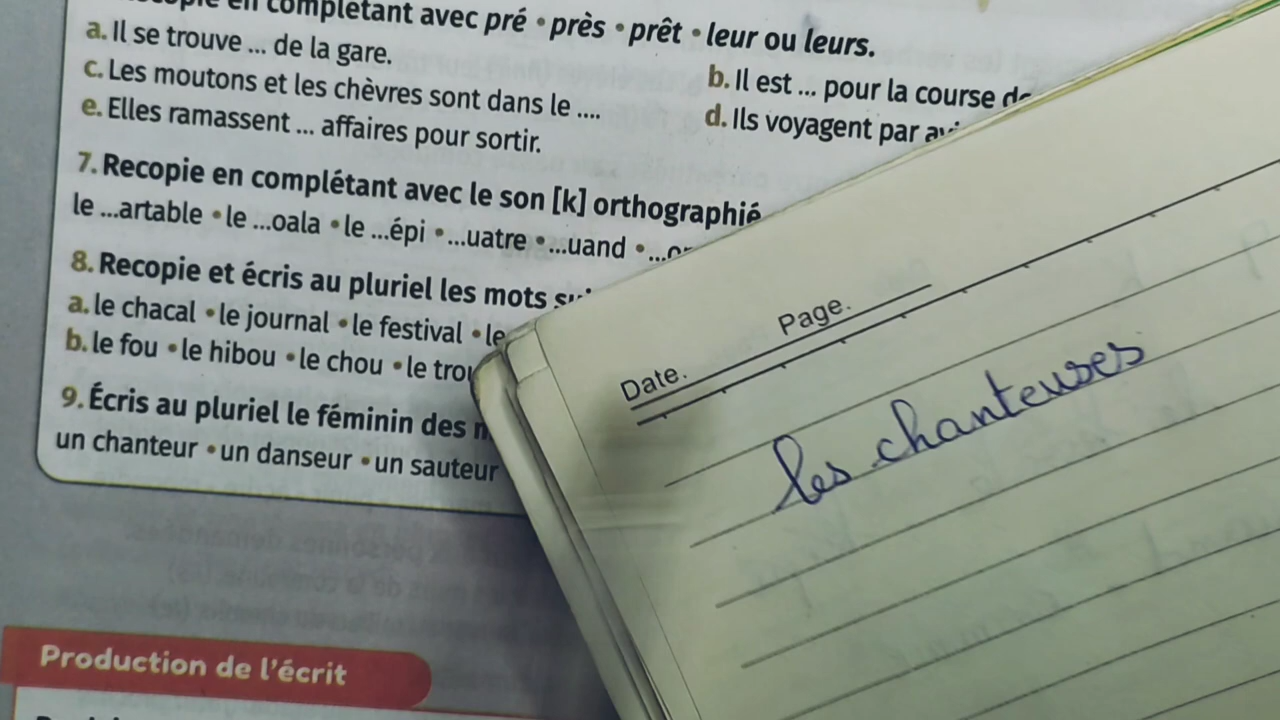 en complétant avec pré • près • prêt • leur ou leurs.
a. Il se trouve ... de la gare.
b. Il est ... pour la course
c. Les moutons et les chèvres sont dans le ....
d. Ils voyagent par
e. Elles ramassent ... affaires pour sortir.
7. Recopie en complétant avec le son [k] orthographié
le ...artable • le ...oala • le ...épi • ...uatre • ...uand •
8. Recopie et écris au pluriel les mots
a. le chacal • le journal • le festival • le
b. le fou • le hibou • le chou • le
9. Écris au pluriel le féminin des
un chanteur • un danseur • un sauteur
Production de l'écrit
Date. Page.
les chanteuses